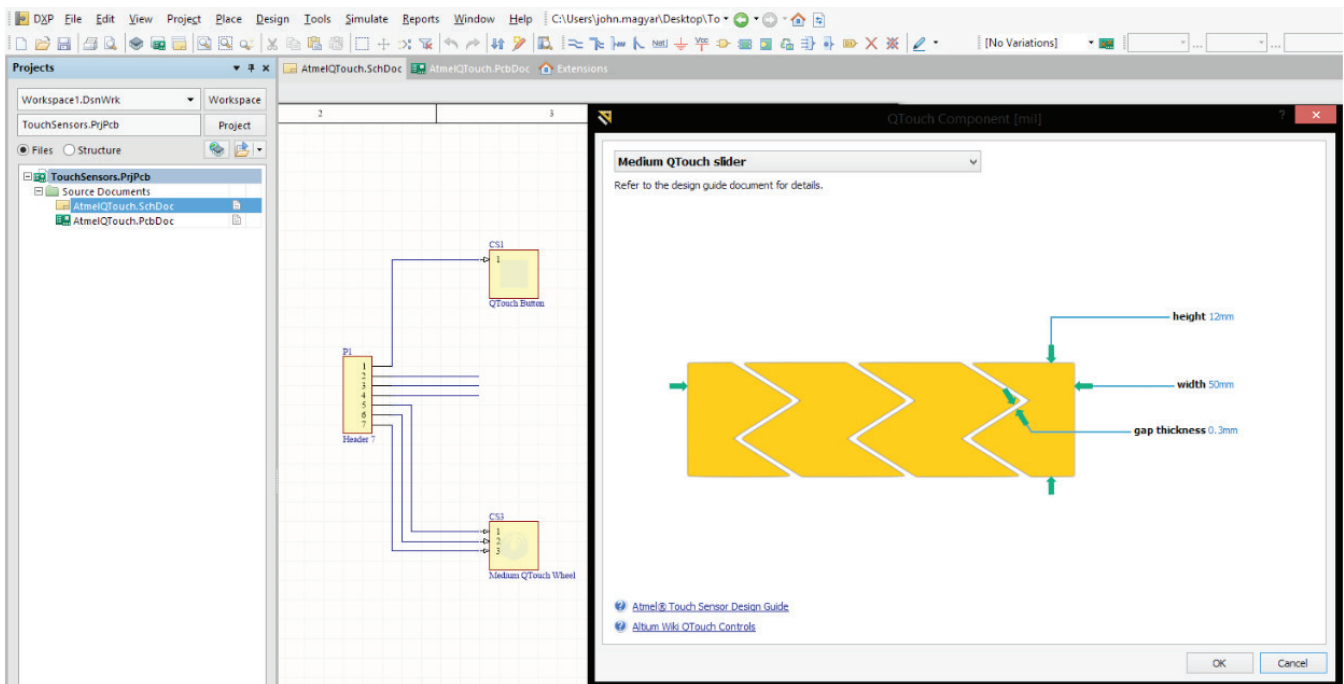 DXP File Edit View Project Place Design Tools Simulate Reports Window Help C:\Users\john.magyar\Desktop\To
[No Variations] ... ...
Projects
AtmelQTouch.SchDoc AtmelQTouch.PcbDoc Extensions
Workspace1.DsnWrk Workspace
TouchSensors.PrjPcb Project
Files Structure
TouchSensors.PrjPcb
Source Documents
AtmelQTouch.SchDoc
AtmelQTouch.PcbDoc
2 3
CS1
1
QTouch Button
P1
1
2
3
4
5
6
7
Header 7
CS3
1
2
3
Medium QTouch Wheel
QTouch Component [mil]
Medium QTouch slider
Refer to the design guide document for details.
height 12mm
width 50mm
gap thickness 0.3mm
Atmel® Touch Sensor Design Guide
Altium Wiki QTouch Controls
OK Cancel